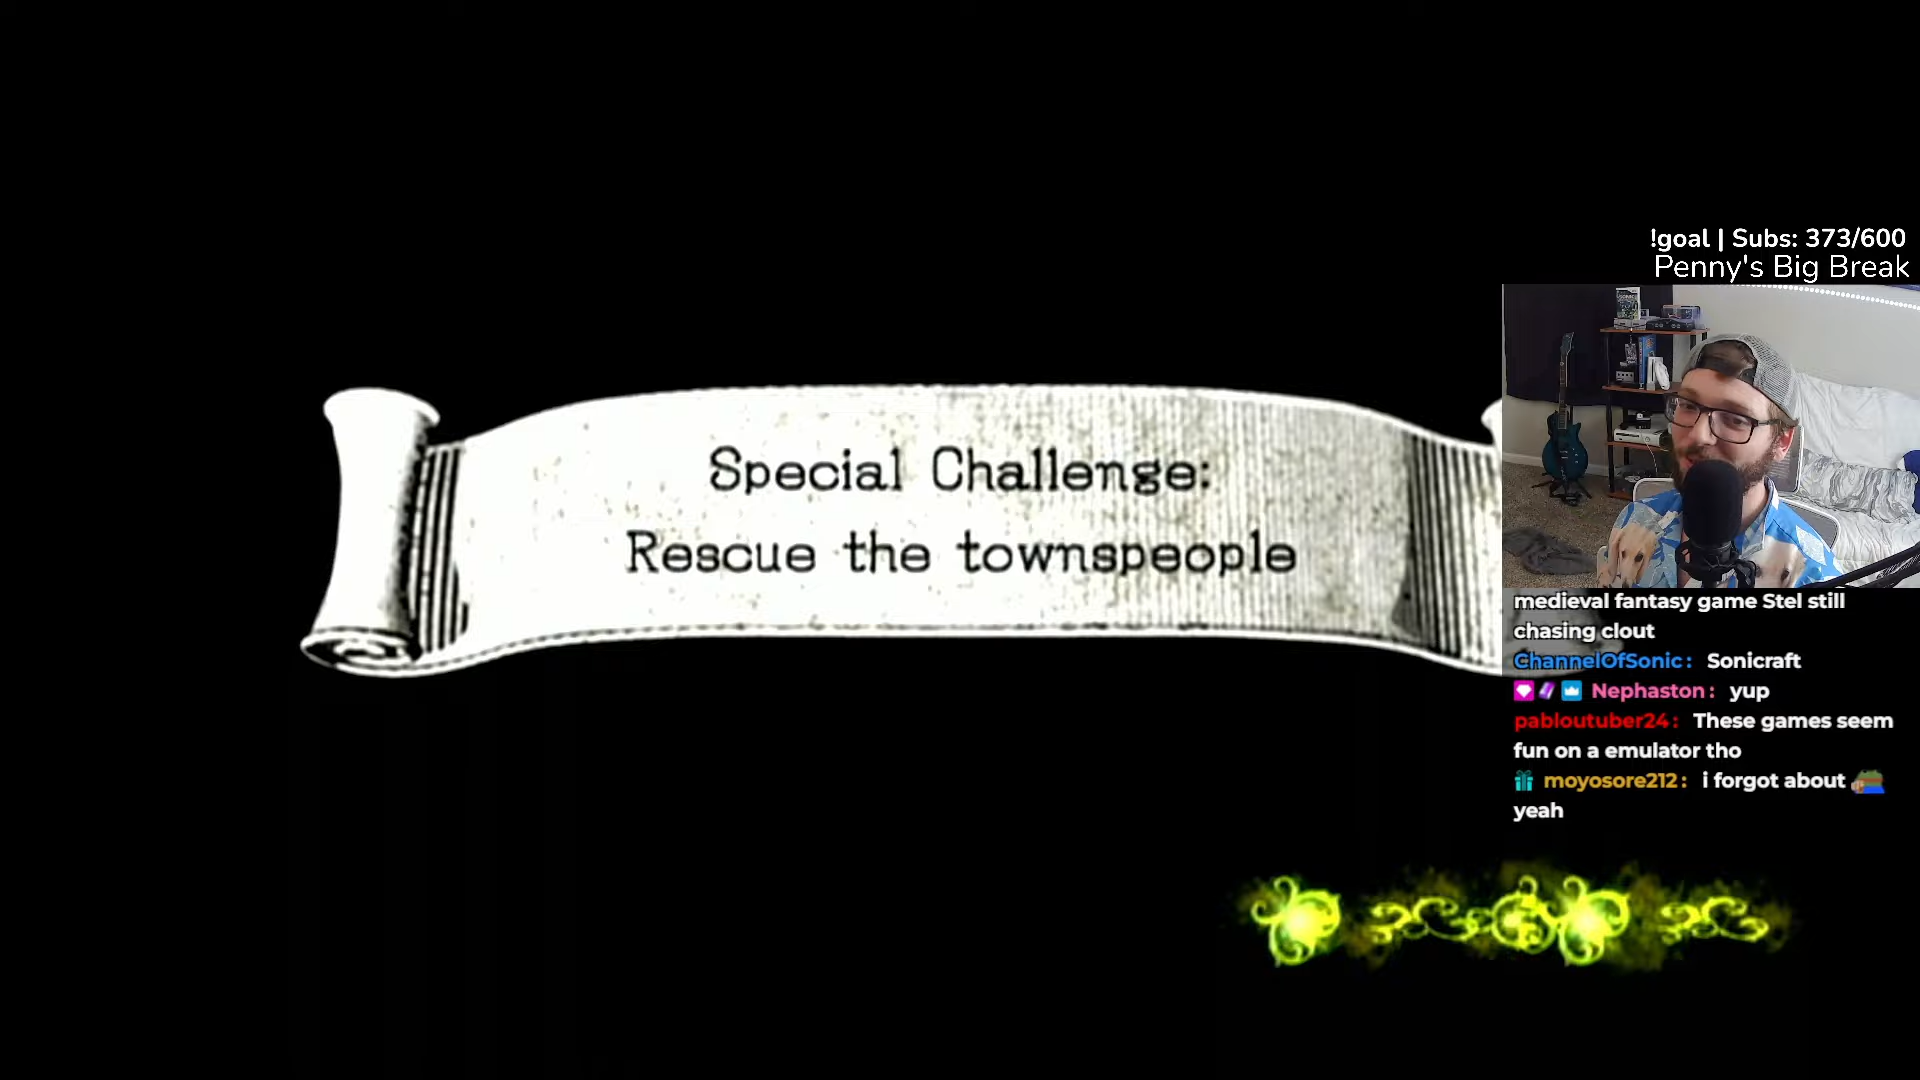 !goal | Subs: 373/600
Penny's Big Break
Special Challenge:
Rescue the townspeople
medieval fantasy game Stel still
chasing clout
ChannelOfSonic: Sonicraft
Nephaston: yup
pabloutuber24: These games seem
fun on a emulator tho
moyosore212: i forgot about
yeah